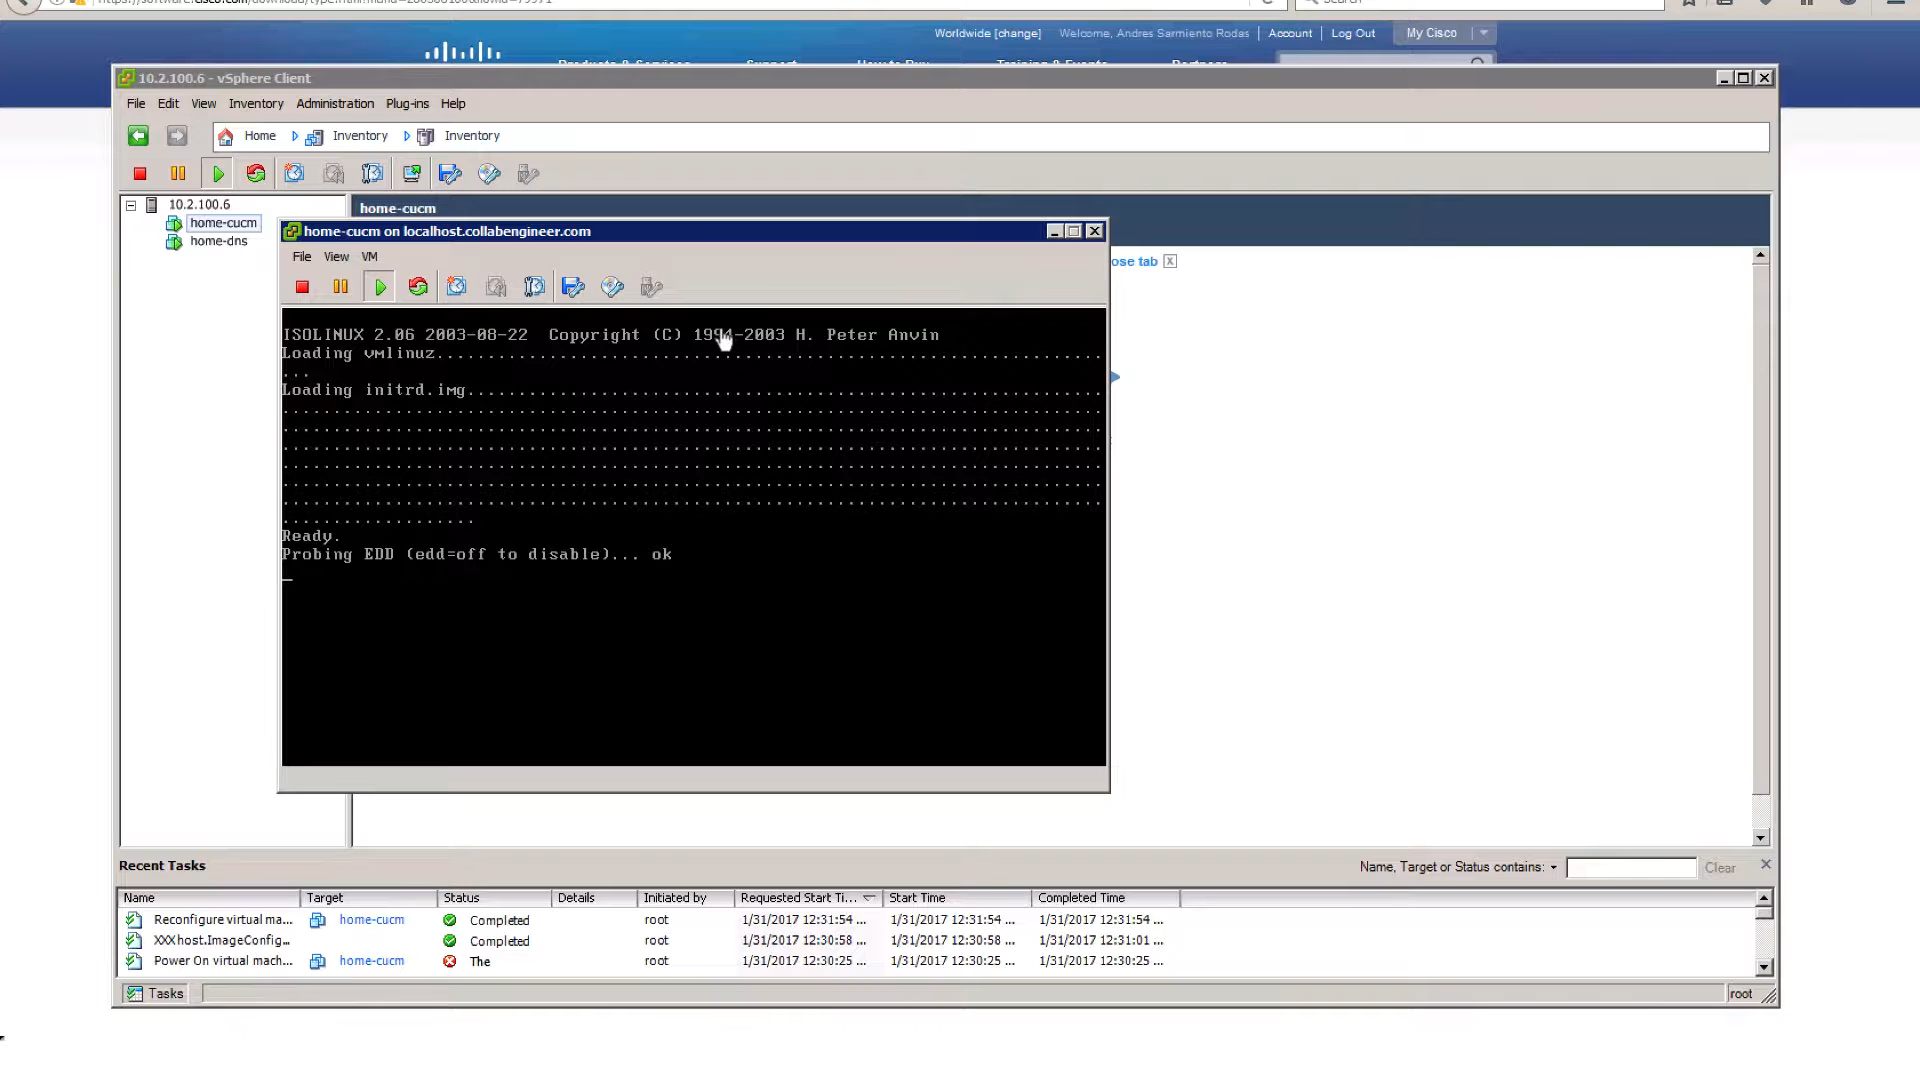 Worldwide [change] Welcome, Andres Sarmiento Rodas Account Log Out My Cisco
10.2.100.6 - vSphere Client
File Edit View Inventory Administration Plug-ins Help
Home Inventory Inventory
10.2.100.6
home-cucm
home-dns
home-cucm
ose tab
home-cucm on localhost.collabengineer.com
File View VM
ISOLINUX 2.06 2003-08-22 Copyright (C) 1994-2003 H. Peter Anvin
Loading vmlinuz................................................................
...
Loading initrd.img..............................................................
................................................................................
................................................................................
................................................................................
................................................................................
................................................................................
................................................................................
...................
Ready.
Probing EDD (edd=off to disable)... ok
Recent Tasks
Name, Target or Status contains: Clear
Name Target Status Details Initiated by Requested Start Ti... Start Time Completed Time
Reconfigure virtual ma... home-cucm Completed root 1/31/2017 12:31:54 ... 1/31/2017 12:31:54 ... 1/31/2017 12:31:54 ...
XXXhost.ImageConfig... Completed root 1/31/2017 12:30:58 ... 1/31/2017 12:30:58 ... 1/31/2017 12:31:01 ...
Power On virtual mach... home-cucm The root 1/31/2017 12:30:25 ... 1/31/2017 12:30:25 ... 1/31/2017 12:30:25 ...
Tasks root